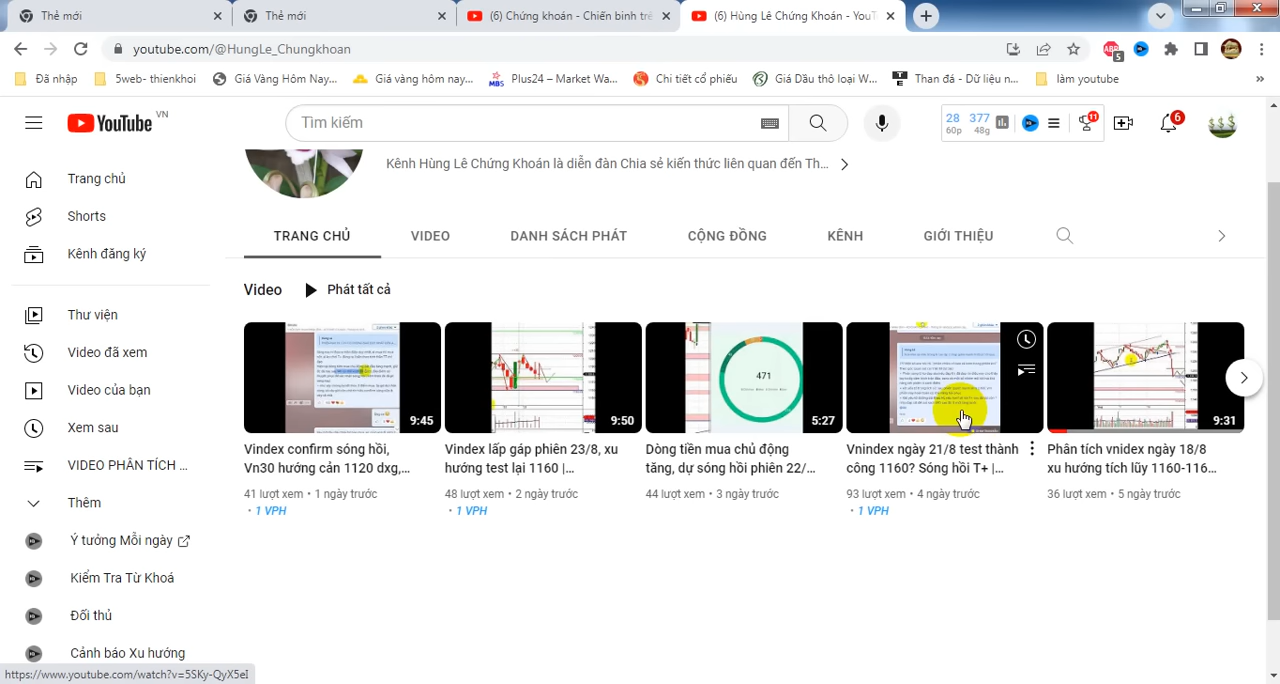 Thẻ mới
Thẻ mới
(6) Chứng khoán - Chiến binh trẻ
(6) Hùng Lê Chứng Khoán - YouT
youtube.com/@HungLe_Chungkhoan
5
Đã nhập
5web- thienkhoi
Giá Vàng Hôm Nay...
Giá vàng hôm nay,...
MBS
Plus24 – Market Wa...
Chi tiết cổ phiếu
Giá Dầu thô loại W...
Than đá - Dữ liệu n...
làm youtube
»
YouTube VN
Tìm kiếm
28 377
60p 48g
11
6
Kênh Hùng Lê Chứng Khoán là diễn đàn Chia sẻ kiến thức liên quan đến Th...
Trang chủ
Shorts
Kênh đăng ký
Thư viện
Video đã xem
Video của bạn
Xem sau
VIDEO PHÂN TÍCH ...
Thêm
Ý tưởng Mỗi ngày
Kiểm Tra Từ Khoá
Đối thủ
Cảnh báo Xu hướng
TRANG CHỦ
VIDEO
DANH SÁCH PHÁT
CỘNG ĐỒNG
KÊNH
GIỚI THIỆU
Video
Phát tất cả
9:45
Vindex confirm sóng hồi,
Vn30 hướng cản 1120 dxg,...
41 lượt xem • 1 ngày trước
• 1 VPH
9:50
Vindex lấp gáp phiên 23/8, xu
hướng test lại 1160 |...
48 lượt xem • 2 ngày trước
• 1 VPH
471
5:27
Dòng tiền mua chủ động
tăng, dự sóng hồi phiên 22/...
44 lượt xem • 3 ngày trước
Vnindex ngày 21/8 test thành
công 1160? Sóng hồi T+ |...
93 lượt xem • 4 ngày trước
• 1 VPH
9:31
Phân tích vnidex ngày 18/8
xu hướng tích lũy 1160-116...
36 lượt xem • 5 ngày trước
https://www.youtube.com/watch?v=5SKy-QyX5eI